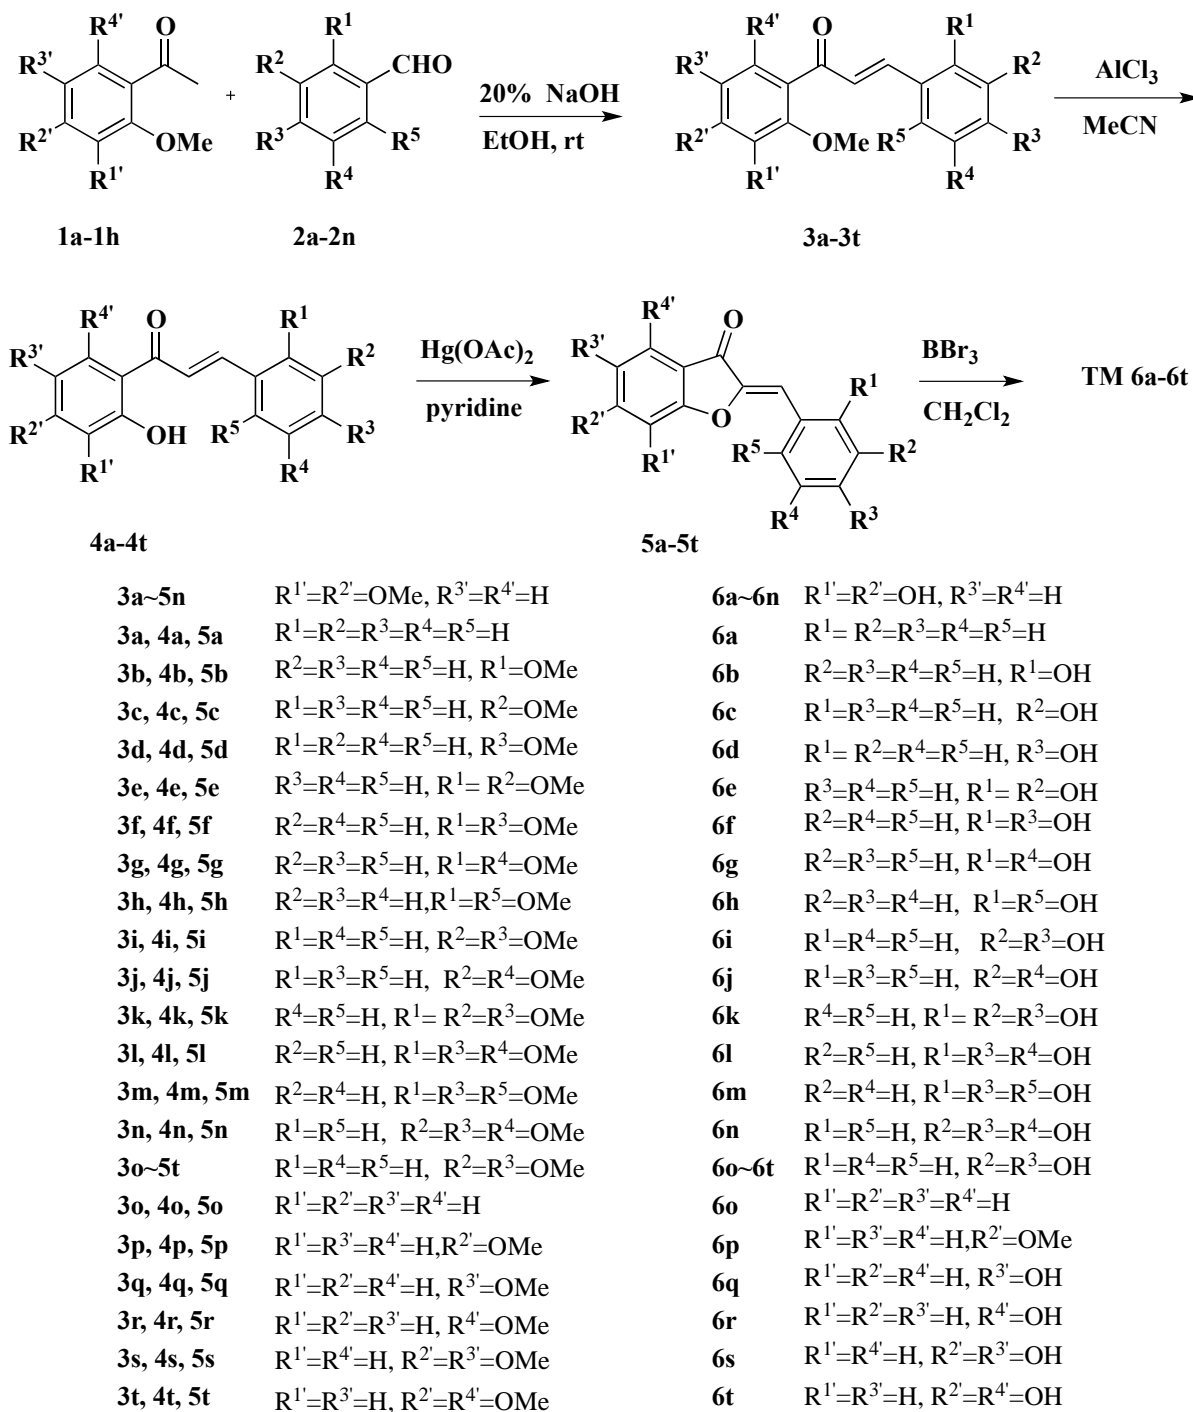 R4' O R1
R3' R2 CHO
R2' OMe R3 R5
R1' R4
+
20% NaOH
EtOH, rt
R4' O R1
R3' R2
R2' OMe R5 R3
R1' R4
AlCl3
MeCN
1a-1h 2a-2n 3a-3t
R4' O R1
R3' R2
R2' OH R5 R3
R1' R4
Hg(OAc)2
pyridine
R4' O
R3' R1
R2' O
R1' R5 R2
R4 R3
BBr3
CH2Cl2
TM 6a-6t
4a-4t 5a-5t
3a~5n R1'=R2'=OMe, R3'=R4'=H 6a~6n R1'=R2'=OH, R3'=R4'=H
3a, 4a, 5a R1=R2=R3=R4=R5=H 6a R1= R2=R3=R4=R5=H
3b, 4b, 5b R2=R3=R4=R5=H, R1=OMe 6b R2=R3=R4=R5=H, R1=OH
3c, 4c, 5c R1=R3=R4=R5=H, R2=OMe 6c R1=R3=R4=R5=H, R2=OH
3d, 4d, 5d R1=R2=R4=R5=H, R3=OMe 6d R1= R2=R4=R5=H, R3=OH
3e, 4e, 5e R3=R4=R5=H, R1= R2=OMe 6e R3=R4=R5=H, R1= R2=OH
3f, 4f, 5f R2=R4=R5=H, R1=R3=OMe 6f R2=R4=R5=H, R1=R3=OH
3g, 4g, 5g R2=R3=R5=H, R1=R4=OMe 6g R2=R3=R5=H, R1=R4=OH
3h, 4h, 5h R2=R3=R4=H,R1=R5=OMe 6h R2=R3=R4=H, R1=R5=OH
3i, 4i, 5i R1=R4=R5=H, R2=R3=OMe 6i R1=R4=R5=H, R2=R3=OH
3j, 4j, 5j R1=R3=R5=H, R2=R4=OMe 6j R1=R3=R5=H, R2=R4=OH
3k, 4k, 5k R4=R5=H, R1= R2=R3=OMe 6k R4=R5=H, R1= R2=R3=OH
3l, 4l, 5l R2=R5=H, R1=R3=R4=OMe 6l R2=R5=H, R1=R3=R4=OH
3m, 4m, 5m R2=R4=H, R1=R3=R5=OMe 6m R2=R4=H, R1=R3=R5=OH
3n, 4n, 5n R1=R5=H, R2=R3=R4=OMe 6n R1=R5=H, R2=R3=R4=OH
3o~5t R1=R4=R5=H, R2=R3=OMe 6o~6t R1=R4=R5=H, R2=R3=OH
3o, 4o, 5o R1'=R2'=R3'=R4'=H 6o R1'=R2'=R3'=R4'=H
3p, 4p, 5p R1'=R3'=R4'=H,R2'=OMe 6p R1'=R3'=R4'=H,R2'=OMe
3q, 4q, 5q R1'=R2'=R4'=H, R3'=OMe 6q R1'=R2'=R4'=H, R3'=OH
3r, 4r, 5r R1'=R2'=R3'=H, R4'=OMe 6r R1'=R2'=R3'=H, R4'=OH
3s, 4s, 5s R1'=R4'=H, R2'=R3'=OMe 6s R1'=R4'=H, R2'=R3'=OH
3t, 4t, 5t R1'=R3'=H, R2'=R4'=OMe 6t R1'=R3'=H, R2'=R4'=OH